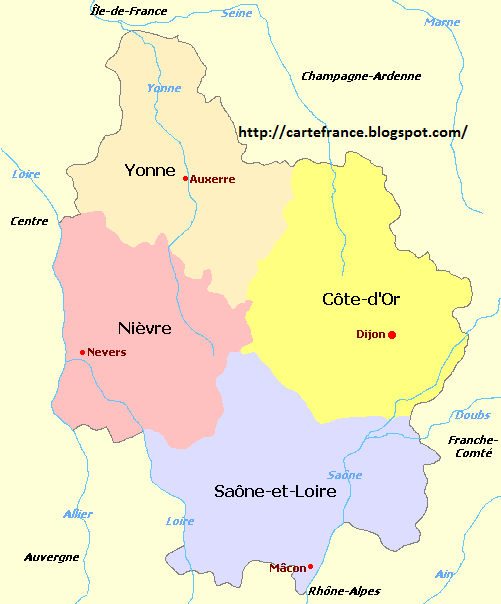 Île-de-France
Seine
Marne
Champagne-Ardenne
Yonne
http://cartefrance.blogspot.com/
Loire
Yonne
Auxerre
Centre
Côte-d'Or
Nièvre
Dijon
Nevers
Ain
Doubs
Franche-
Comté
Saône
Saône-et-Loire
Allier
Loire
Auvergne
Mâcon
Ain
Rhône-Alpes